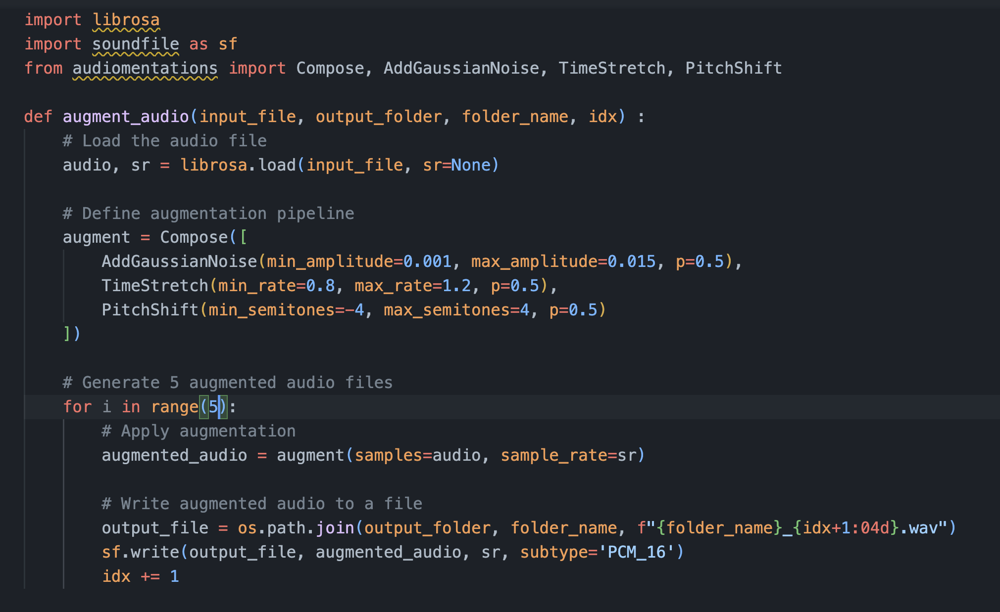 import librosa
import soundfile as sf
from audiomentations import Compose, AddGaussianNoise, TimeStretch, PitchShift
def augment_audio(input_file, output_folder, folder_name, idx) :
# Load the audio file
audio, sr = librosa.load(input_file, sr=None)
# Define augmentation pipeline
augment = Compose([
AddGaussianNoise(min_amplitude=0.001, max_amplitude=0.015, p=0.5),
TimeStretch(min_rate=0.8, max_rate=1.2, p=0.5),
PitchShift(min_semitones=-4, max_semitones=4, p=0.5)
])
# Generate 5 augmented audio files
for i in range(5):
# Apply augmentation
augmented_audio = augment(samples=audio, sample_rate=sr)
# Write augmented audio to a file
output_file = os.path.join(output_folder, folder_name, f"{folder_name}_{idx+1:04d}.wav")
sf.write(output_file, augmented_audio, sr, subtype='PCM_16')
idx += 1